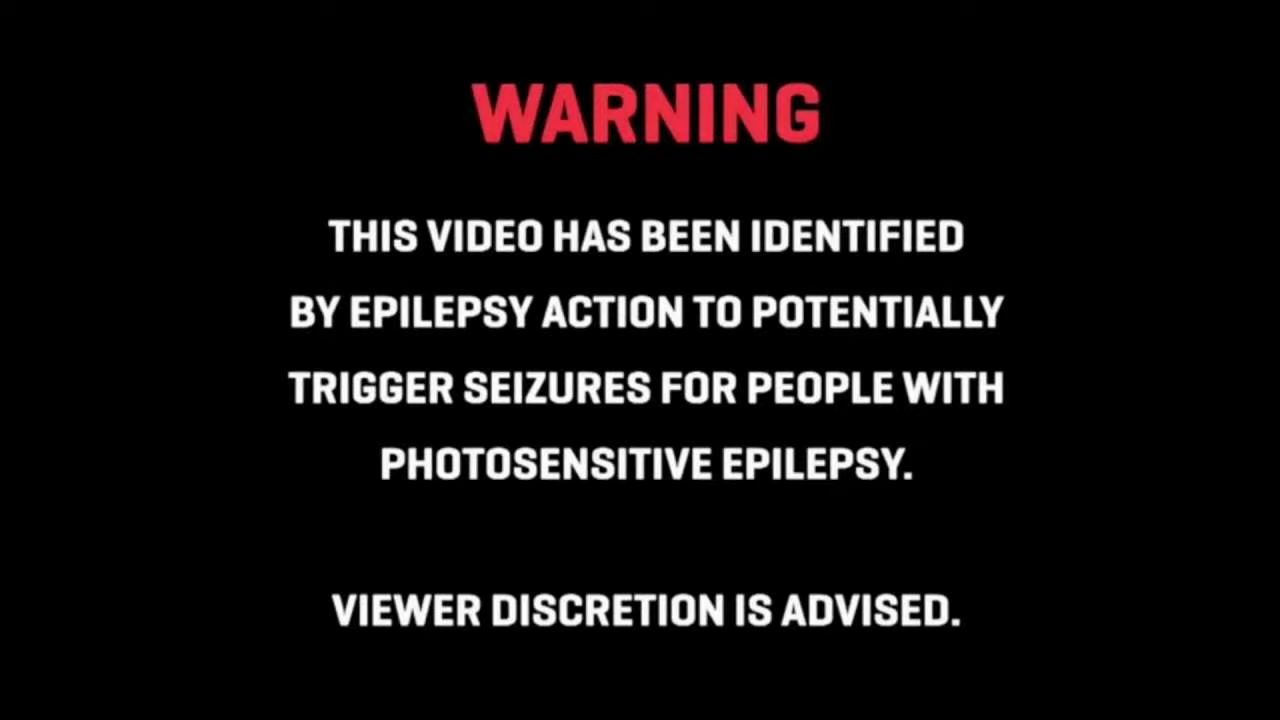 WARNING
THIS VIDEO HAS BEEN IDENTIFIED
BY EPILEPSY ACTION TO POTENTIALLY
TRIGGER SEIZURES FOR PEOPLE WITH
PHOTOSENSITIVE EPILEPSY.
VIEWER DISCRETION IS ADVISED.